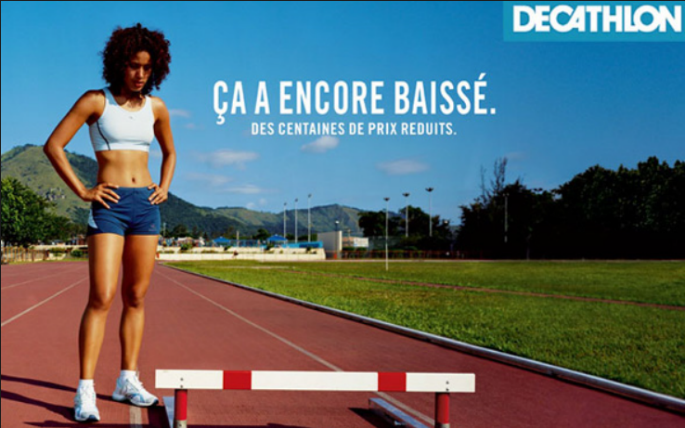 DECATHLON
ÇA A ENCORE BAISSÉ.
DES CENTAINES DE PRIX REDUITS.